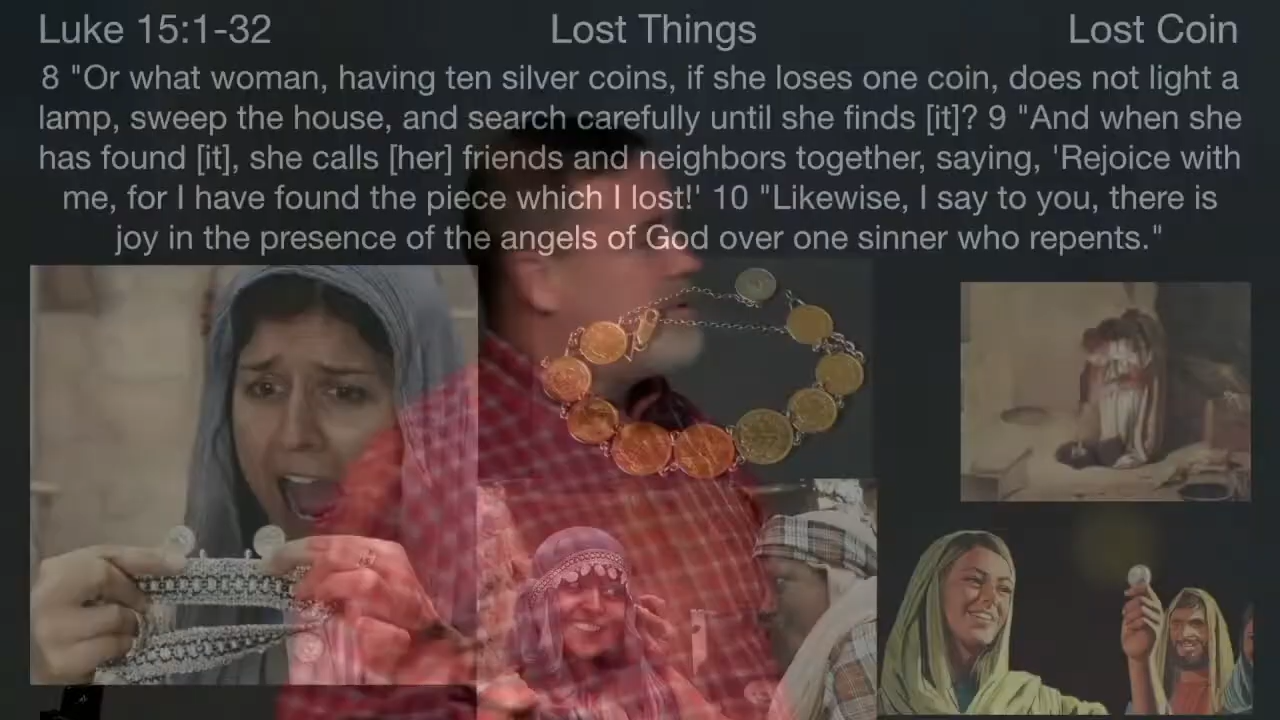 Luke 15:1-32 Lost Things Lost Coin
8 "Or what woman, having ten silver coins, if she loses one coin, does not light a
lamp, sweep the house, and search carefully until she finds [it]? 9 "And when she
has found [it], she calls [her] friends and neighbors together, saying, 'Rejoice with
me, for I have found the piece which I lost!' 10 "Likewise, I say to you, there is
joy in the presence of the angels of God over one sinner who repents."